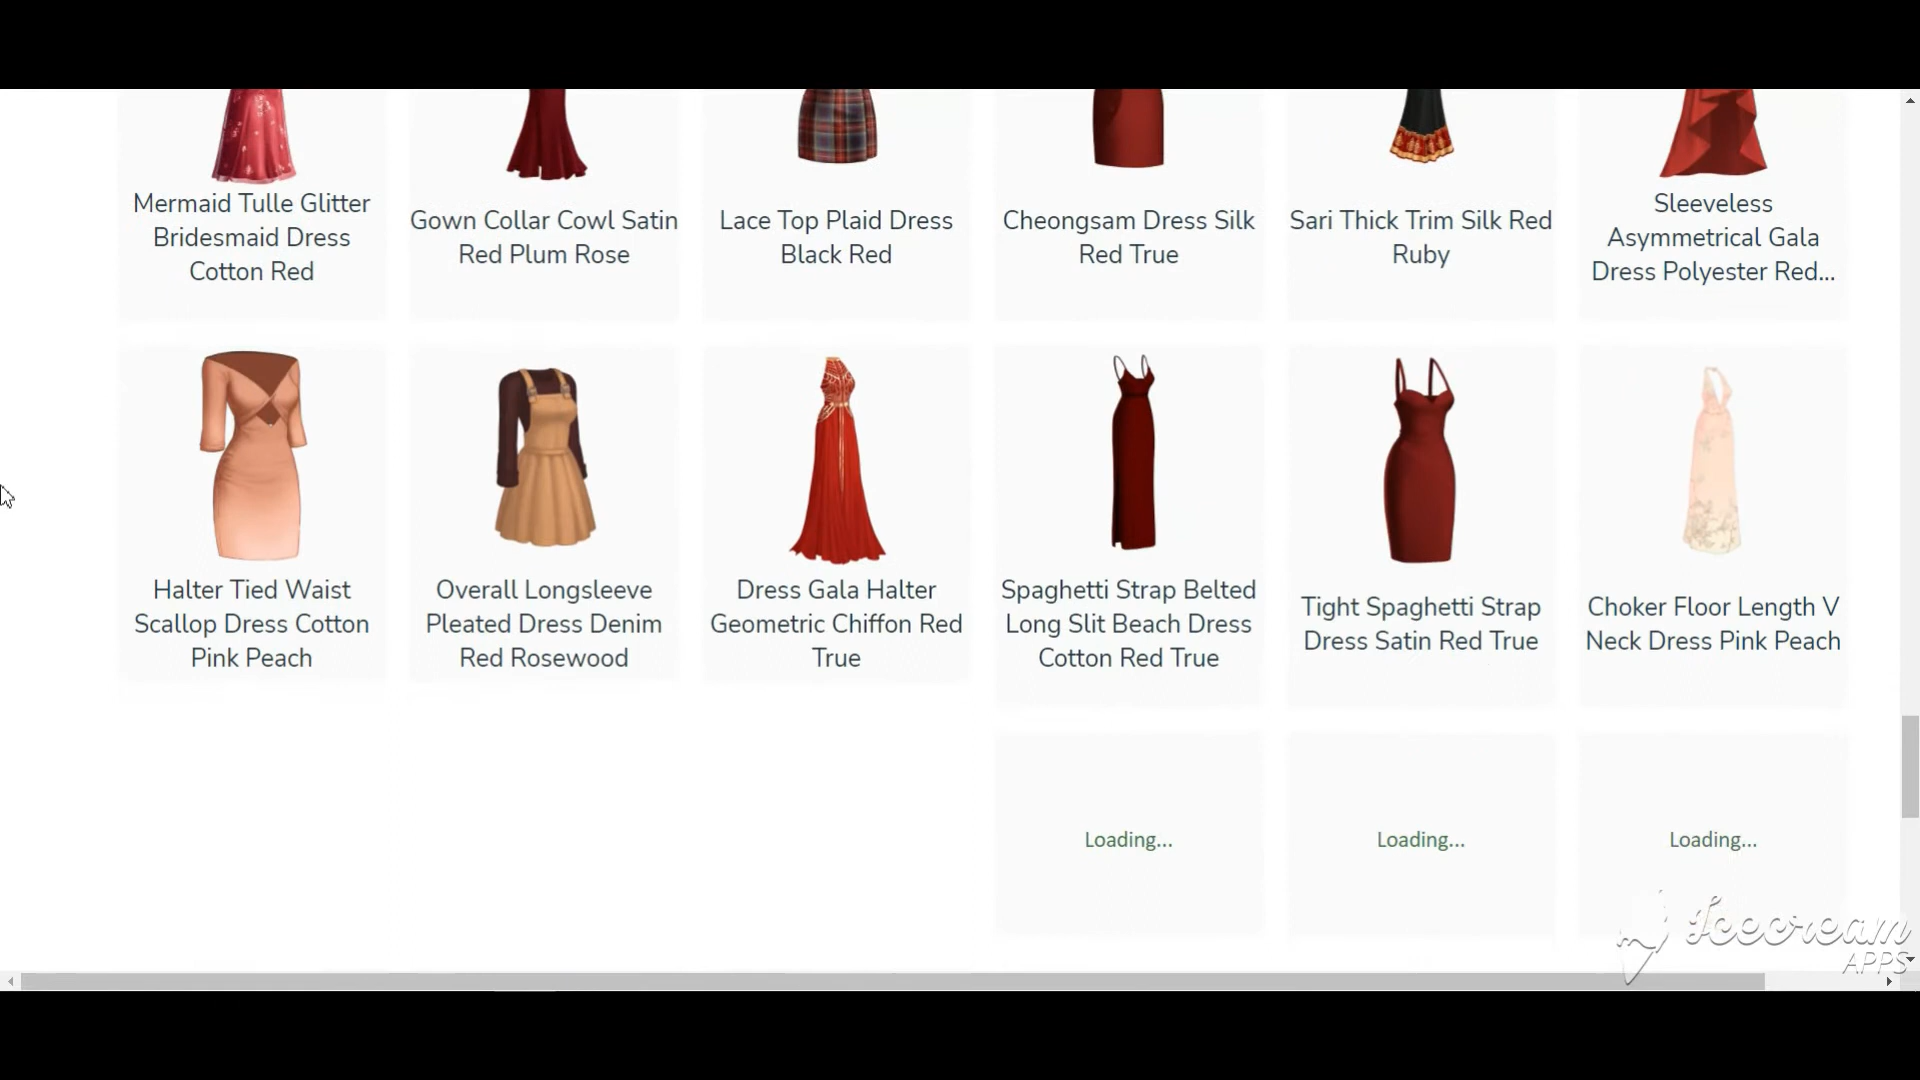 Mermaid Tulle Glitter
Bridesmaid Dress
Cotton Red
Gown Collar Cowl Satin
Red Plum Rose
Lace Top Plaid Dress
Black Red
Cheongsam Dress Silk
Red True
Sari Thick Trim Silk Red
Ruby
Sleeveless
Asymmetrical Gala
Dress Polyester Red...
Halter Tied Waist
Scallop Dress Cotton
Pink Peach
Overall Longsleeve
Pleated Dress Denim
Red Rosewood
Dress Gala Halter
Geometric Chiffon Red
True
Spaghetti Strap Belted
Long Slit Beach Dress
Cotton Red True
Tight Spaghetti Strap
Dress Satin Red True
Choker Floor Length V
Neck Dress Pink Peach
Loading...
Loading...
Loading...
Icecream
APPS